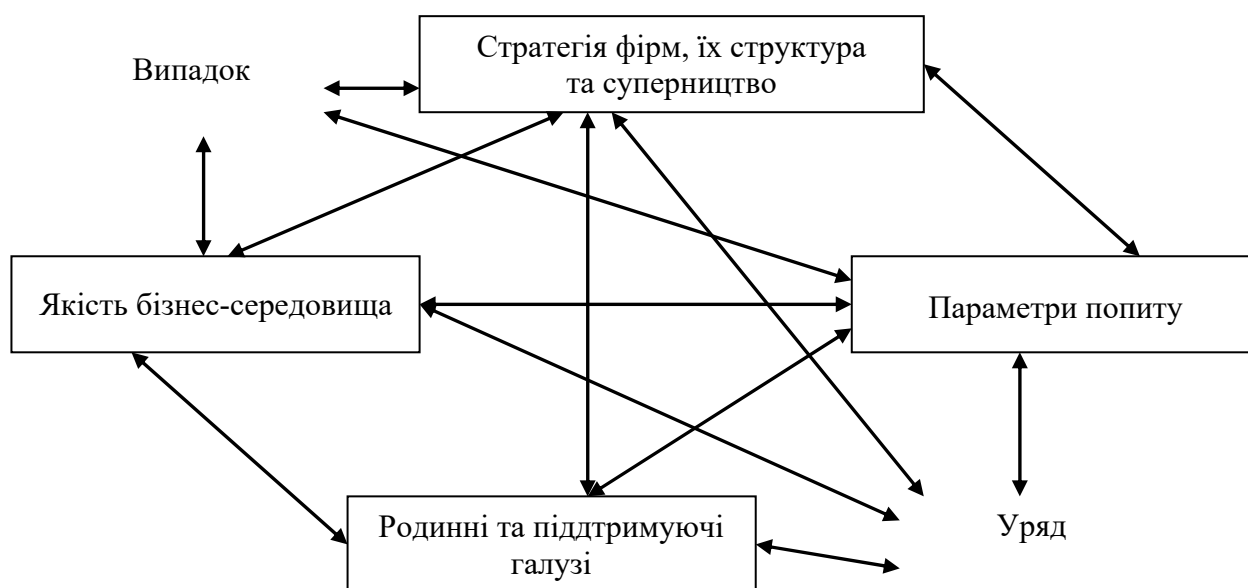 Випадок
Стратегія фірм, їх структура
та суперництво
Якість бізнес-середовища
Параметри попиту
Родинні та піддтримуючі
галузі
Уряд